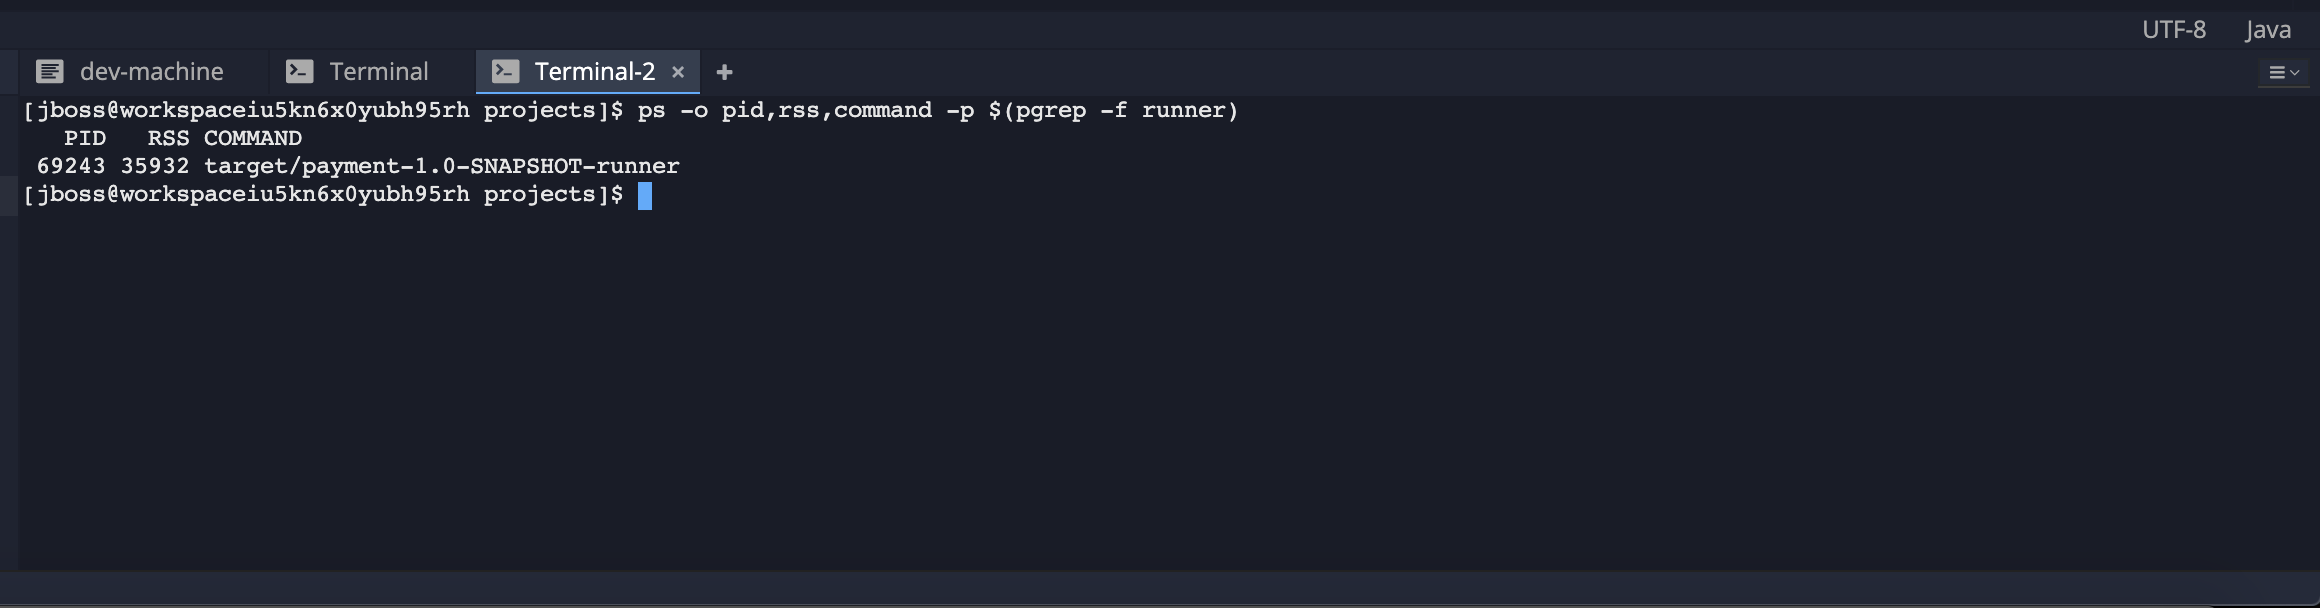 UTF-8 Java
dev-machine Terminal Terminal-2 × +
[jboss@workspaceiu5kn6x0yubh95rh projects]$ ps -o pid,rss,command -p $(pgrep -f runner)
PID RSS COMMAND
69243 35932 target/payment-1.0-SNAPSHOT-runner
[jboss@workspaceiu5kn6x0yubh95rh projects]$